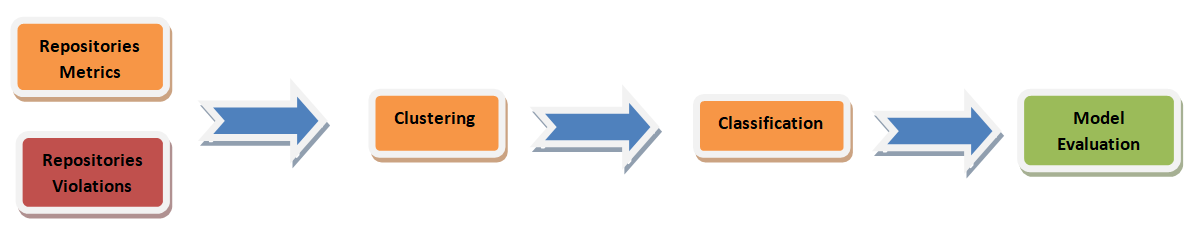 Repositories
Metrics
Repositories
Violations
Clustering
Classification
Model
Evaluation